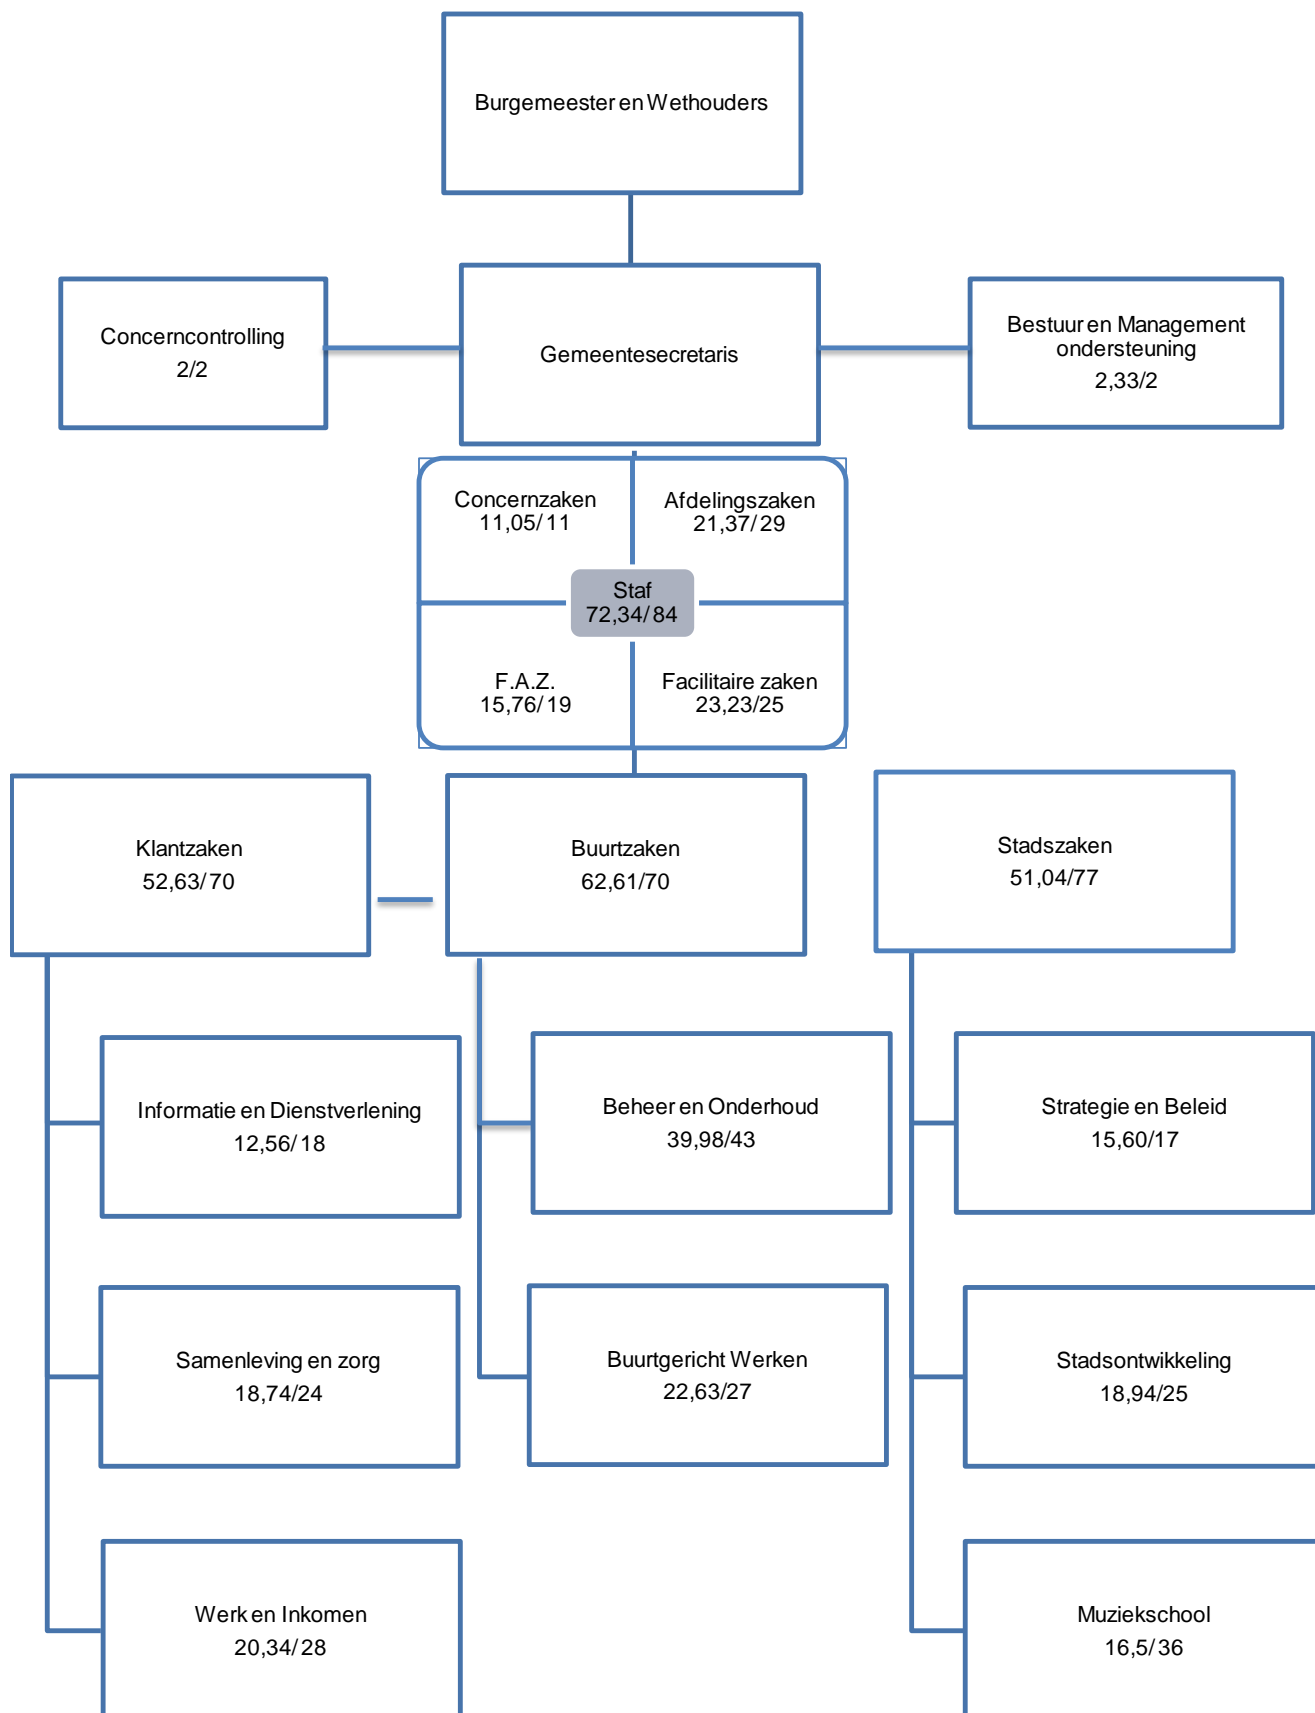 Burgemeester en Wethouders
Concerncontrolling
2/2
Gemeentesecretaris
Bestuur en Management
ondersteuning
2,33/2
Concernzaken
11,05/11
Afdelingszaken
21,37/29
Staf
72,34/84
F.A.Z.
15,76/19
Facilitaire zaken
23,23/25
Klantzaken
52,63/70
Buurtzaken
62,61/70
Stadszaken
51,04/77
Informatie en Dienstverlening
12,56/18
Beheer en Onderhoud
39,98/43
Strategie en Beleid
15,60/17
Samenleving en zorg
18,74/24
Buurtgericht Werken
22,63/27
Stadsontwikkeling
18,94/25
Werk en Inkomen
20,34/28
Muziekschool
16,5/36